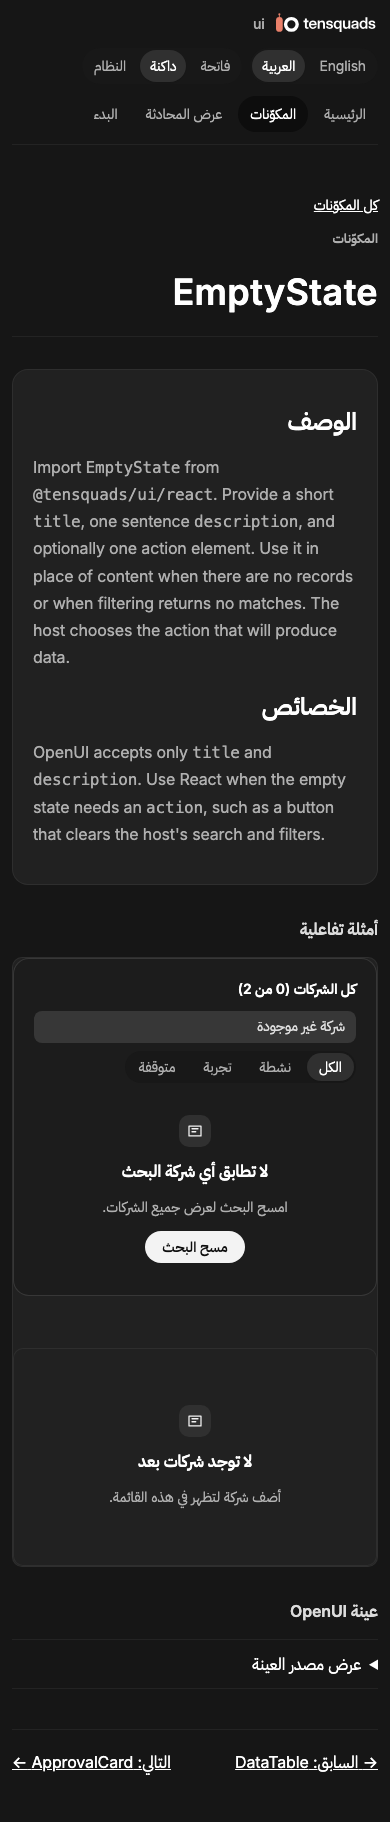 tensquads ui
English العربية فاتحة داكنة النظام
الرئيسية المكوّنات عرض المحادثة البدء
كل المكوّنات
المكوّنات
EmptyState
الوصف
Import EmptyState from
@tensquads/ui/react. Provide a short
title, one sentence description, and
optionally one action element. Use it in
place of content when there are no records
or when filtering returns no matches. The
host chooses the action that will produce
data.
الخصائص
OpenUI accepts only title and
description. Use React when the empty
state needs an action, such as a button
that clears the host's search and filters.
أمثلة تفاعلية
كل الشركات (0 من 2)
شركة غير موجودة
الكل نشطة تجربة متوقفة
لا تطابق أي شركة البحث
امسح البحث لعرض جميع الشركات.
مسح البحث
لا توجد شركات بعد
أضف شركة لتظهر في هذه القائمة.
عينة OpenUI
عرض مصدر العينة
→ السابق: DataTable
التالي: ApprovalCard ←